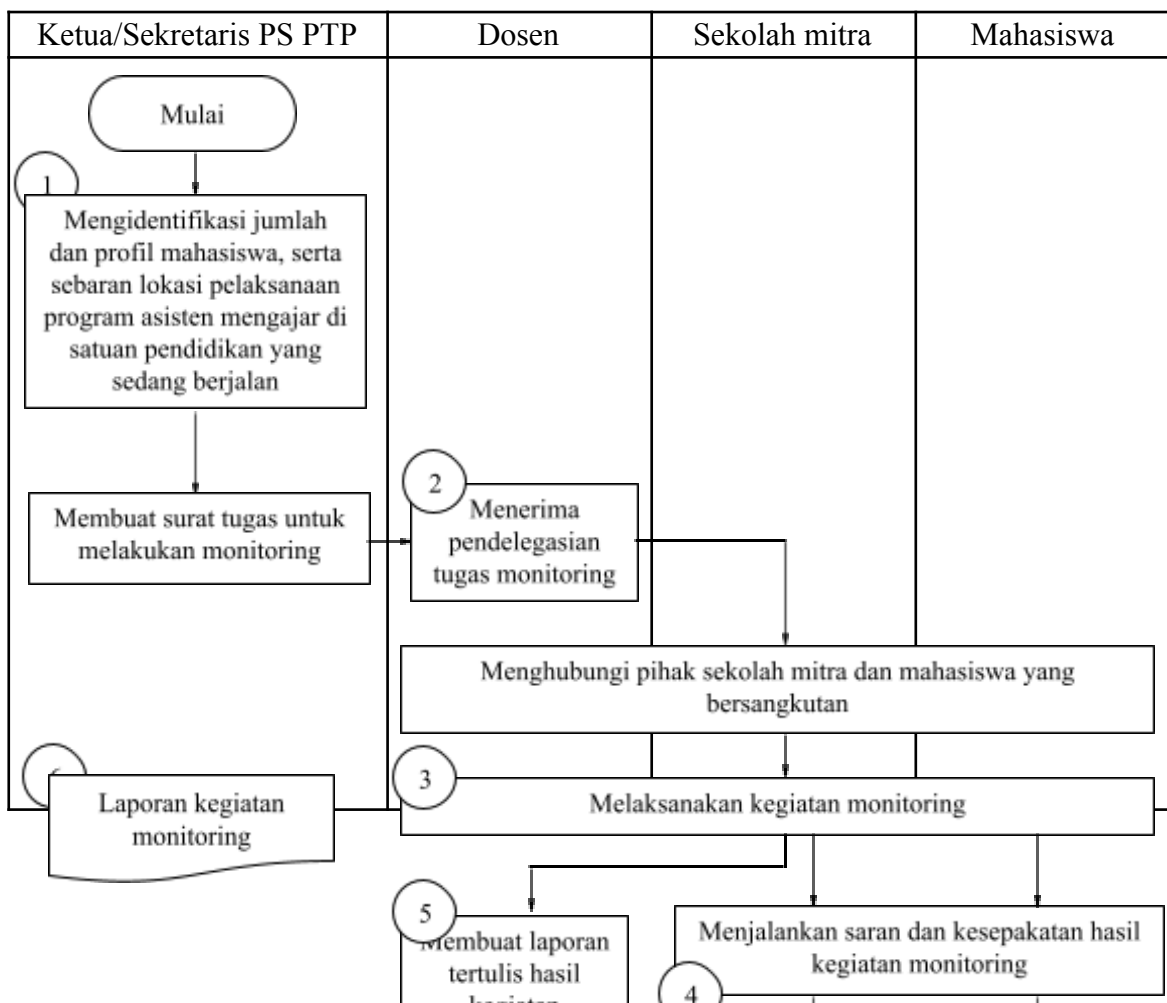 Ketua/Sekretaris PS PTP
Dosen
Sekolah mitra
Mahasiswa
Mulai
1
Mengidentifikasi jumlah
dan profil mahasiswa, serta
sebaran lokasi pelaksanaan
program asisten mengajar di
satuan pendidikan yang
sedang berjalan
Membuat surat tugas untuk
melakukan monitoring
2
Menerima
pendelegasian
tugas monitoring
Menghubungi pihak sekolah mitra dan mahasiswa yang
bersangkutan
3
Melaksanakan kegiatan monitoring
6
Laporan kegiatan
monitoring
5
Membuat laporan
tertulis hasil
kegiatan
Menjalankan saran dan kesepakatan hasil
kegiatan monitoring
4